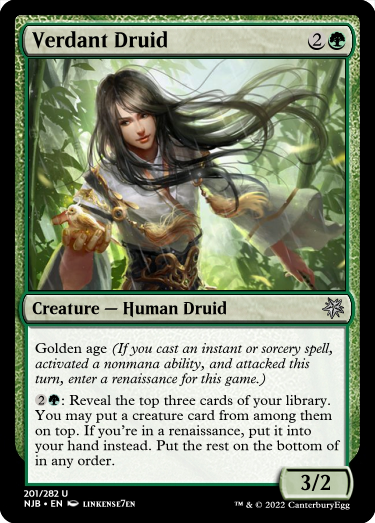 Verdant Druid 2
Creature — Human Druid
Golden age (If you cast an instant or sorcery spell,
activated a nonmana ability, and attacked this
turn, enter a renaissance for this game.)
2 : Reveal the top three cards of your library.
You may put a creature card from among them
on top. If you're in a renaissance, put it into
your hand instead. Put the rest on the bottom of
in any order.
3/2
201/282 U
NJB • EN LINKENSE7EN
™ & © 2022 CanterburyEgg